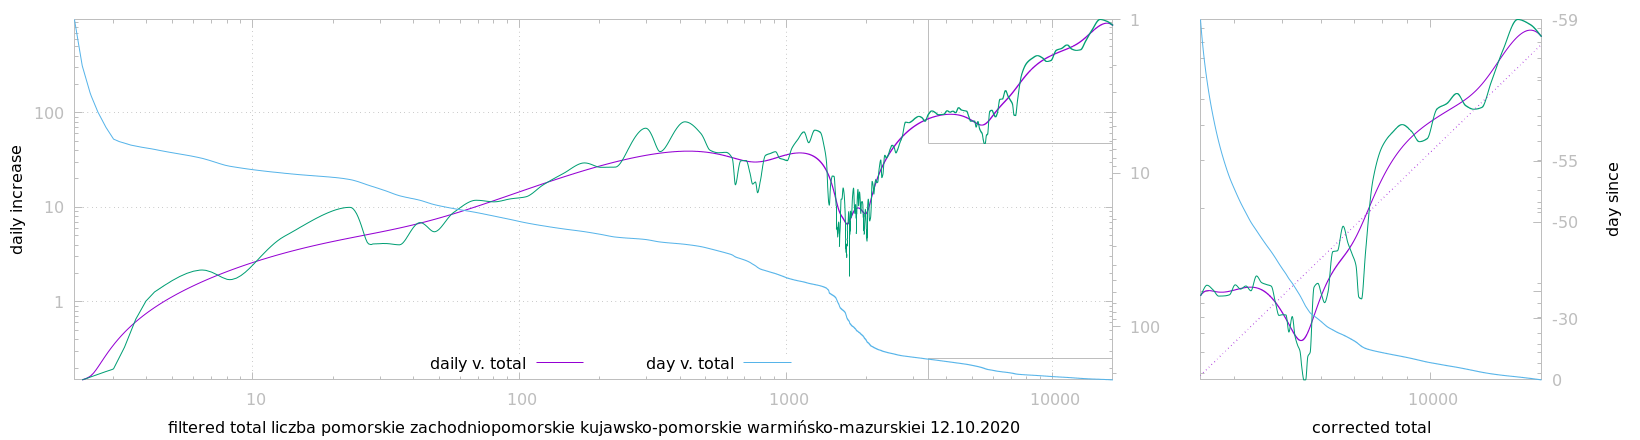 daily increase
100
10
1
1
10
100
daily v. total
day v. total
10
100
1000
10000
filtered total liczba pomorskie zachodniopomorskie kujawsko-pomorskie warmińsko-mazurskiei 12.10.2020
-59
-55
-50
-30
0
day since
10000
corrected total